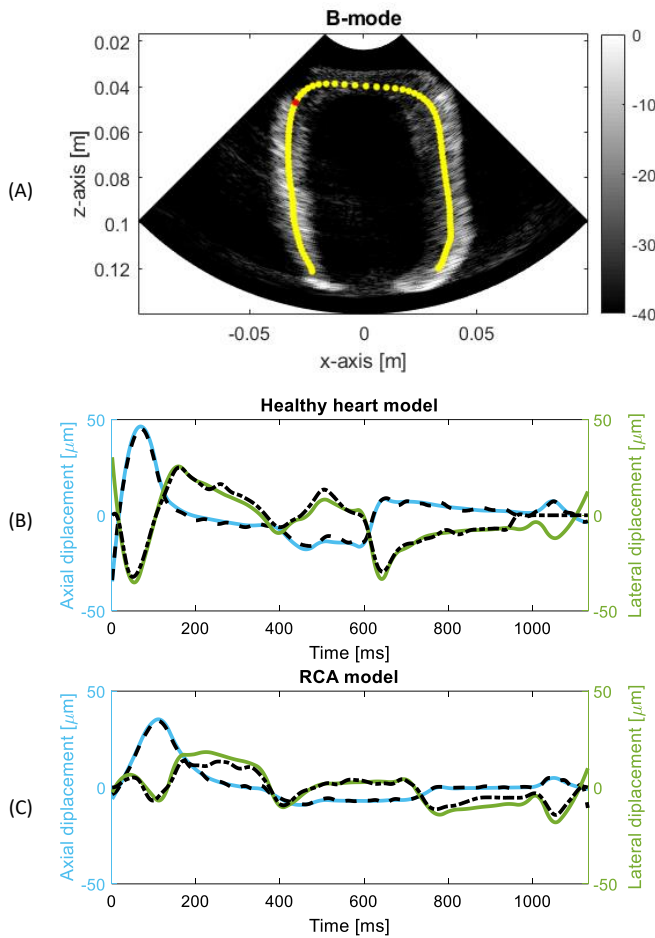 B-mode
(A)
z-axis [m]
0.02
0.04
0.06
0.08
0.1
0.12
-0.05
0
0.05
x-axis [m]
0
-10
-20
-30
-40
(B)
Healthy heart model
Axial diplacement [μm]
50
0
-50
Lateral diplacement [μm]
50
0
-50
0
200
400
600
800
1000
Time [ms]
(C)
RCA model
Axial diplacement [μm]
50
0
-50
Lateral diplacement [μm]
50
0
-50
0
200
400
600
800
1000
Time [ms]